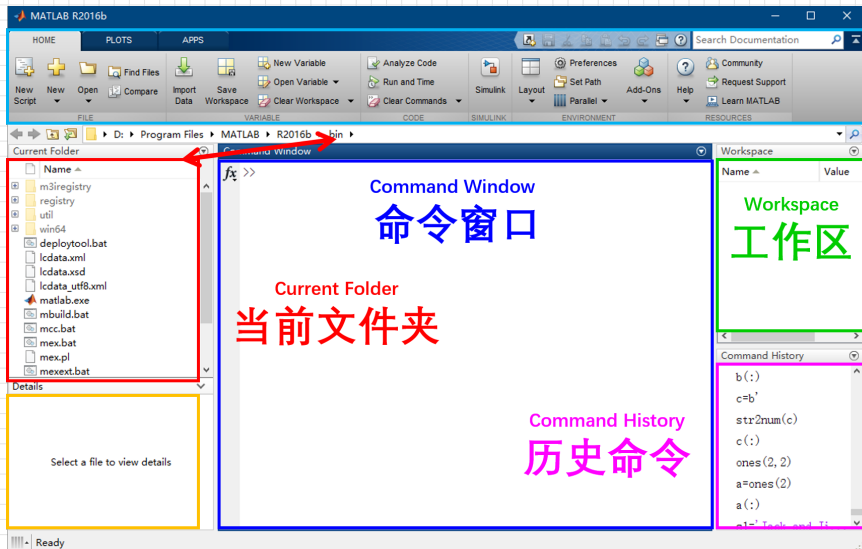 MATLAB R2016b
HOME PLOTS APPS
Search Documentation
New Script
New
Open
Find Files
Compare
Import Data
Save Workspace
New Variable
Open Variable
Clear Workspace
Analyze Code
Run and Time
Clear Commands
Simulink
Layout
Preferences
Set Path
Parallel
Add-Ons
Help
Community
Request Support
Learn MATLAB
FILE VARIABLE CODE SIMULINK ENVIRONMENT RESOURCES
D: Program Files MATLAB R2016b bin
Current Folder
Name
m3iregistry
registry
util
win64
deploytool.bat
lcdata.xml
lcdata.xsd
lcdata_utf8.xml
matlab.exe
mbuild.bat
mcc.bat
mex.bat
mex.pl
mexext.bat
Details
Select a file to view details
Command Window
fx >>
Command Window
命令窗口
Current Folder
当前文件夹
Command History
历史命令
Workspace
Name Value
Workspace
工作区
Command History
b(:)
c=b'
str2num(c)
c(:)
ones(2,2)
a=ones(2)
a(:)
Ready